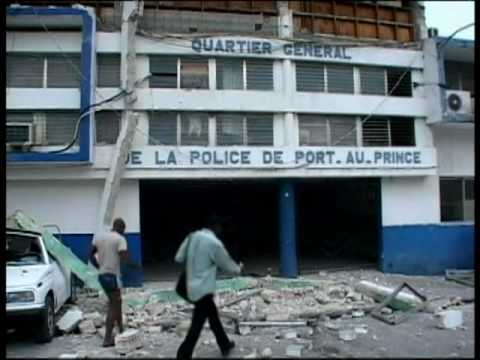 QUARTIER GENERAL
DE LA POLICE DE PORT.AU.PRINCE